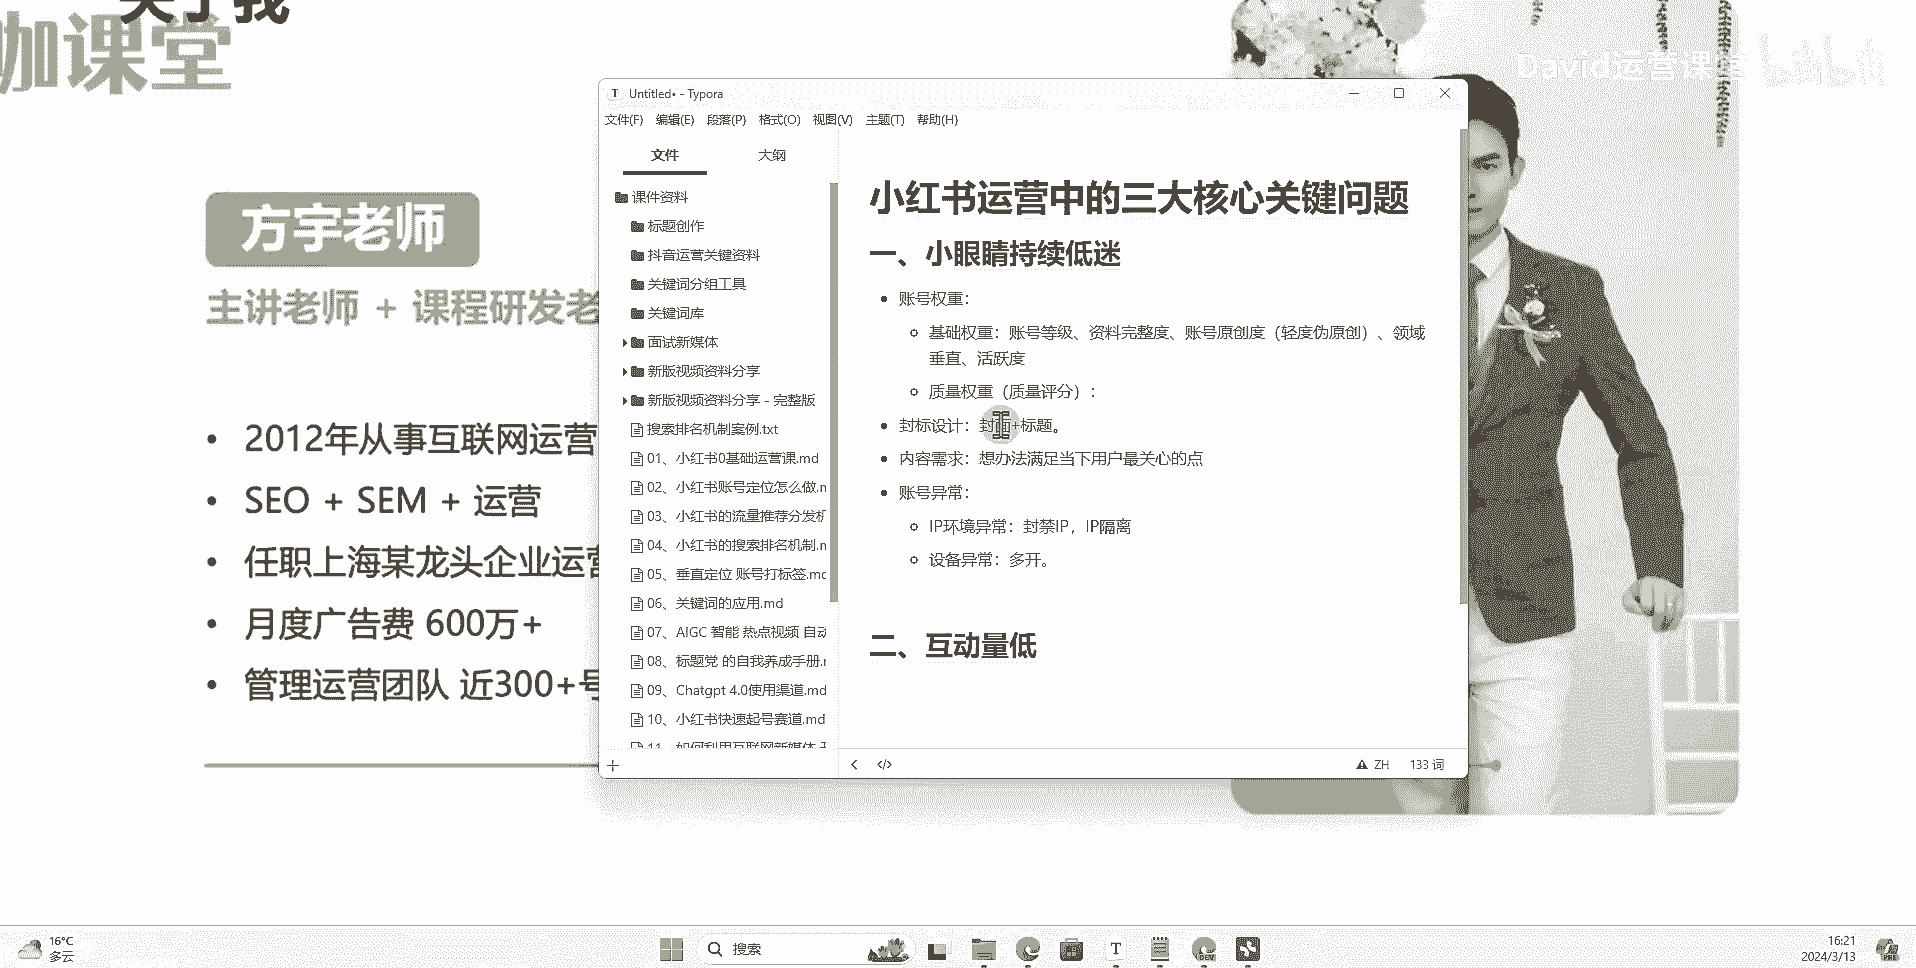 关于我
咖课堂
David运营课堂
bilibili
方宇老师
主讲老师 + 课程研发老
2012年从事互联网运营
SEO + SEM + 运营
任职上海某龙头企业运营
月度广告费 600万+
管理运营团队 近300+号
Untitled• - Typora
文件(F) 编辑(E) 段落(P) 格式(O) 视图(V) 主题(T) 帮助(H)
文件 大纲
课件资料
标题创作
抖音运营关键资料
关键词分组工具
关键词库
面试新媒体
新版视频资料分享
新版视频资料分享 - 完整版
搜索排名机制案例.txt
01、小红书0基础运营课.md
02、小红书账号定位怎么做.m
03、小红书的流量推荐分发机
04、小红书的搜索排名机制.m
05、垂直定位 账号打标签.md
06、关键词的应用.md
07、AIGC 智能 热点视频 自动
08、标题党 的自我养成手册.m
09、Chatgpt 4.0使用渠道.md
10、小红书快速起号赛道.md
11、如何利用互联网新媒体
小红书运营中的三大核心关键问题
一、小眼睛持续低迷
账号权重：
基础权重：账号等级、资料完整度、账号原创度（轻度伪原创）、领域
垂直、活跃度
质量权重（质量评分）：
封标设计：封面+标题。
内容需求：想办法满足当下用户最关心的点
账号异常：
IP环境异常：封禁IP，IP隔离
设备异常：多开。
二、互动量低
ZH 133 词
16°C
多云
搜索
16:21
2024/3/13